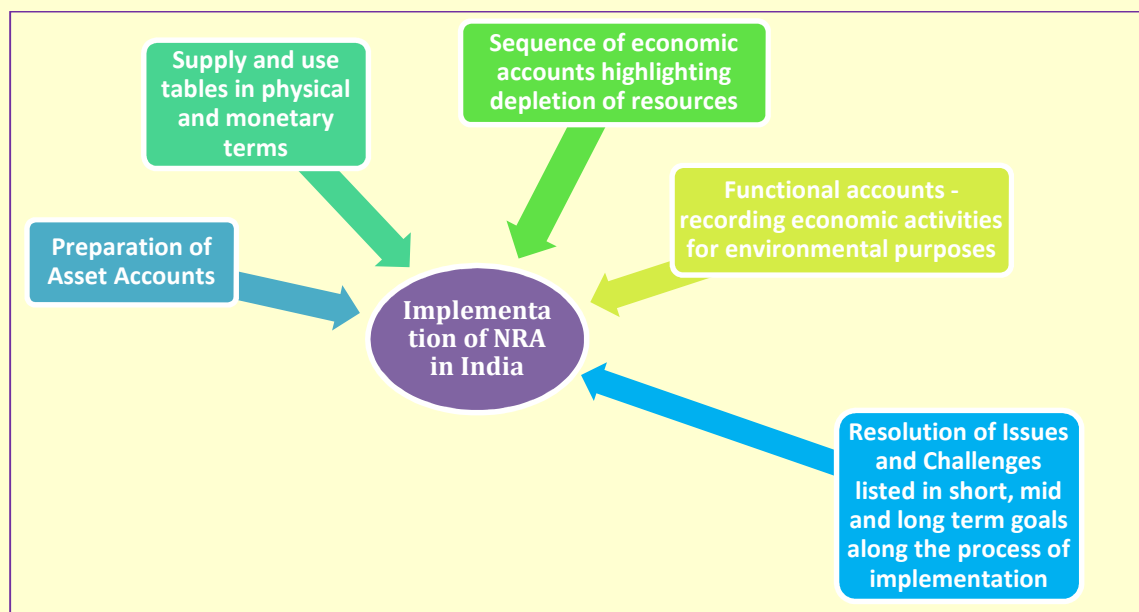 Supply and use
tables in physical
and monetary
terms
Sequence of economic
accounts highlighting
depletion of resources
Functional accounts -
recording economic activities
for environmental purposes
Preparation of
Asset Accounts
Implementa
tion of NRA
in India
Resolution of Issues
and Challenges
listed in short, mid
and long term goals
along the process of
implementation